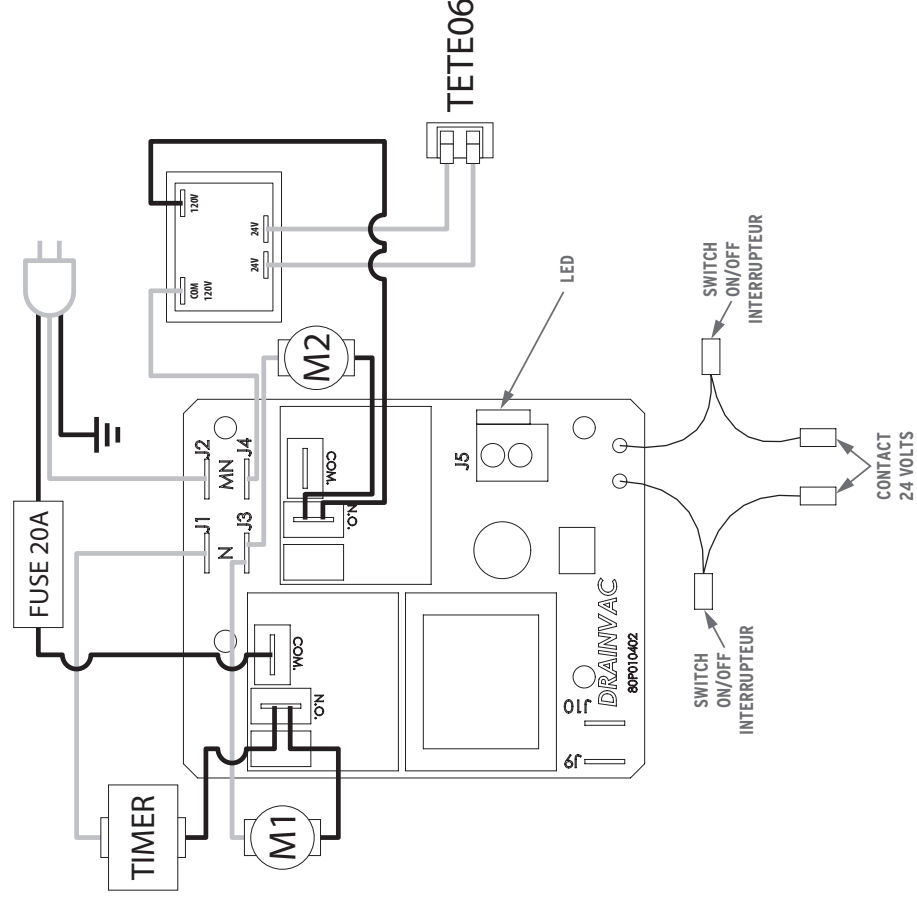 TETE06
120V
COM
120V
24V
24V
FUSE 20A
M2
J2
MN
J4
J1
N
J3
COM.
N.O.
J5
LED
SWITCH
ON/OFF
INTERRUPTEUR
CONTACT
24 VOLTS
COM.
N.O.
TIMER
M1
DRAINVAC
80P010402
J10
J9
SWITCH
ON/OFF
INTERRUPTEUR